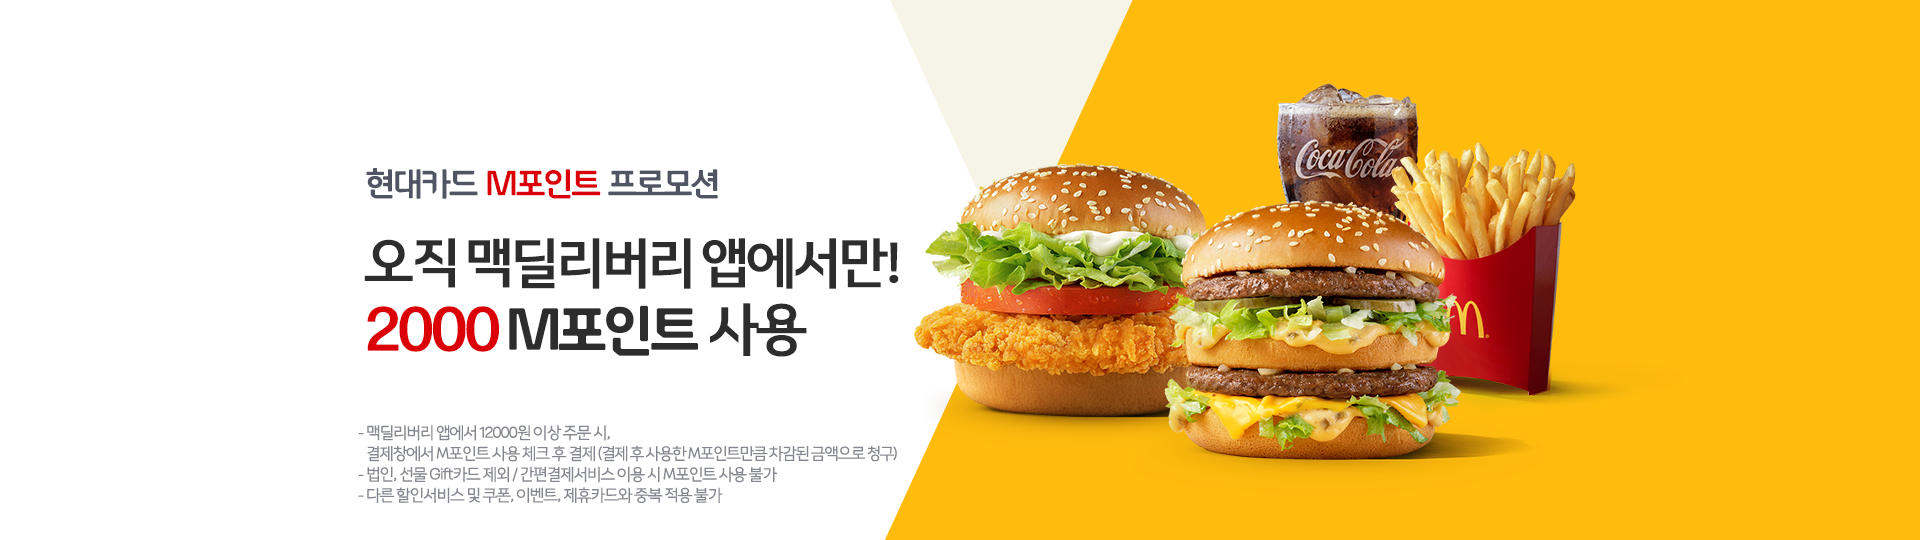 현대카드 M포인트 프로모션
오직 맥딜리버리 앱에서만!
2000 M포인트 사용
- 맥딜리버리 앱에서 12000원 이상 주문 시,
결제창에서 M포인트 사용 체크 후 결제 (결제 후 사용한 M포인트만큼 차감된 금액으로 청구)
- 법인, 선물 Gift카드 제외 / 간편결제서비스 이용 시 M포인트 사용 불가
- 다른 할인서비스 및 쿠폰, 이벤트, 제휴카드와 중복 적용 불가
Coca-Cola